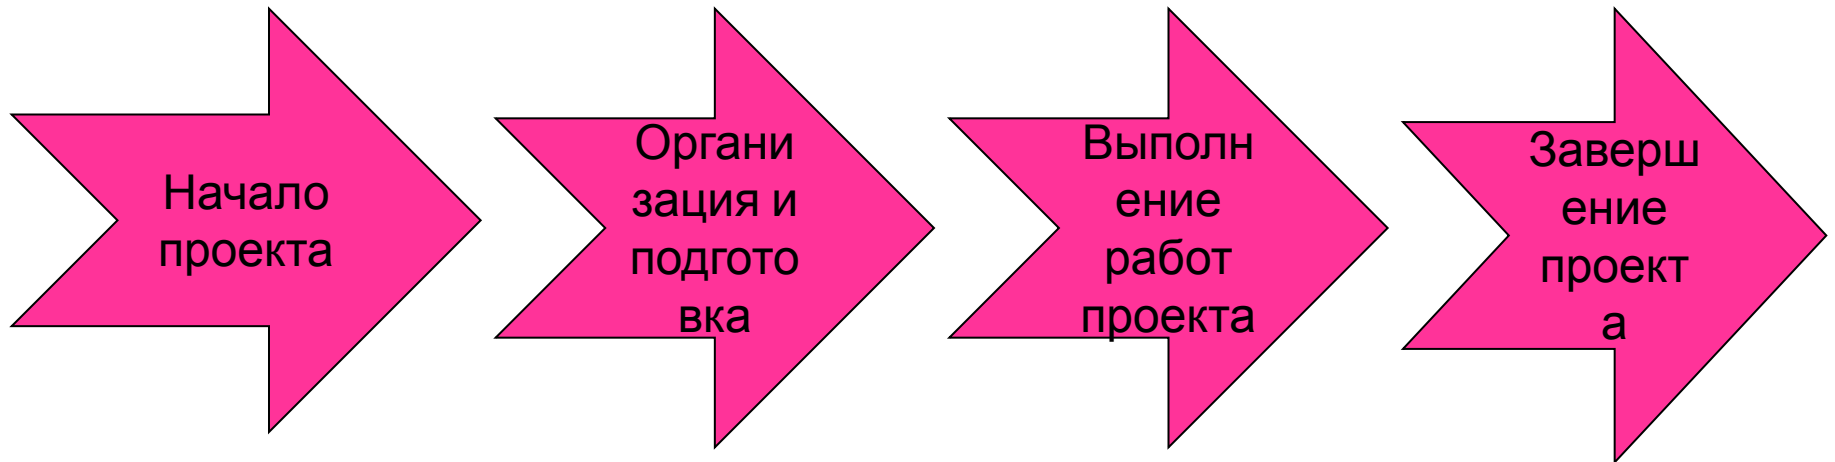 Начало
проекта
Органи
зация и
подгото
вка
Выполн
ение
работ
проекта
Заверш
ение
проект
а